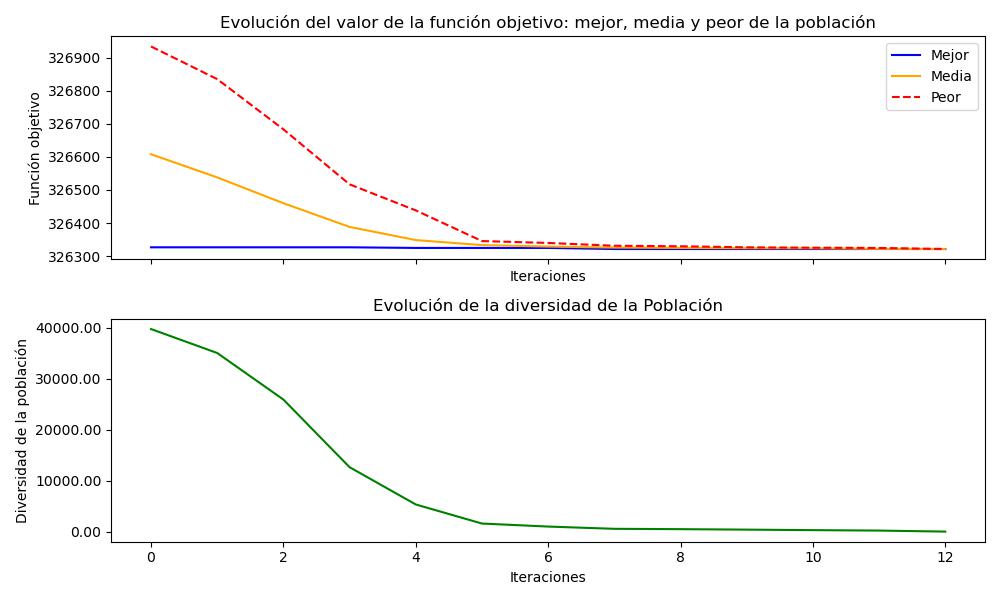 Evolución del valor de la función objetivo: mejor, media y peor de la población
Función objetivo
326900
326800
326700
326600
326500
326400
326300
Mejor
Media
Peor
Iteraciones
Evolución de la diversidad de la Población
Diversidad de la población
40000.00
30000.00
20000.00
10000.00
0.00
0 2 4 6 8 10 12
Iteraciones